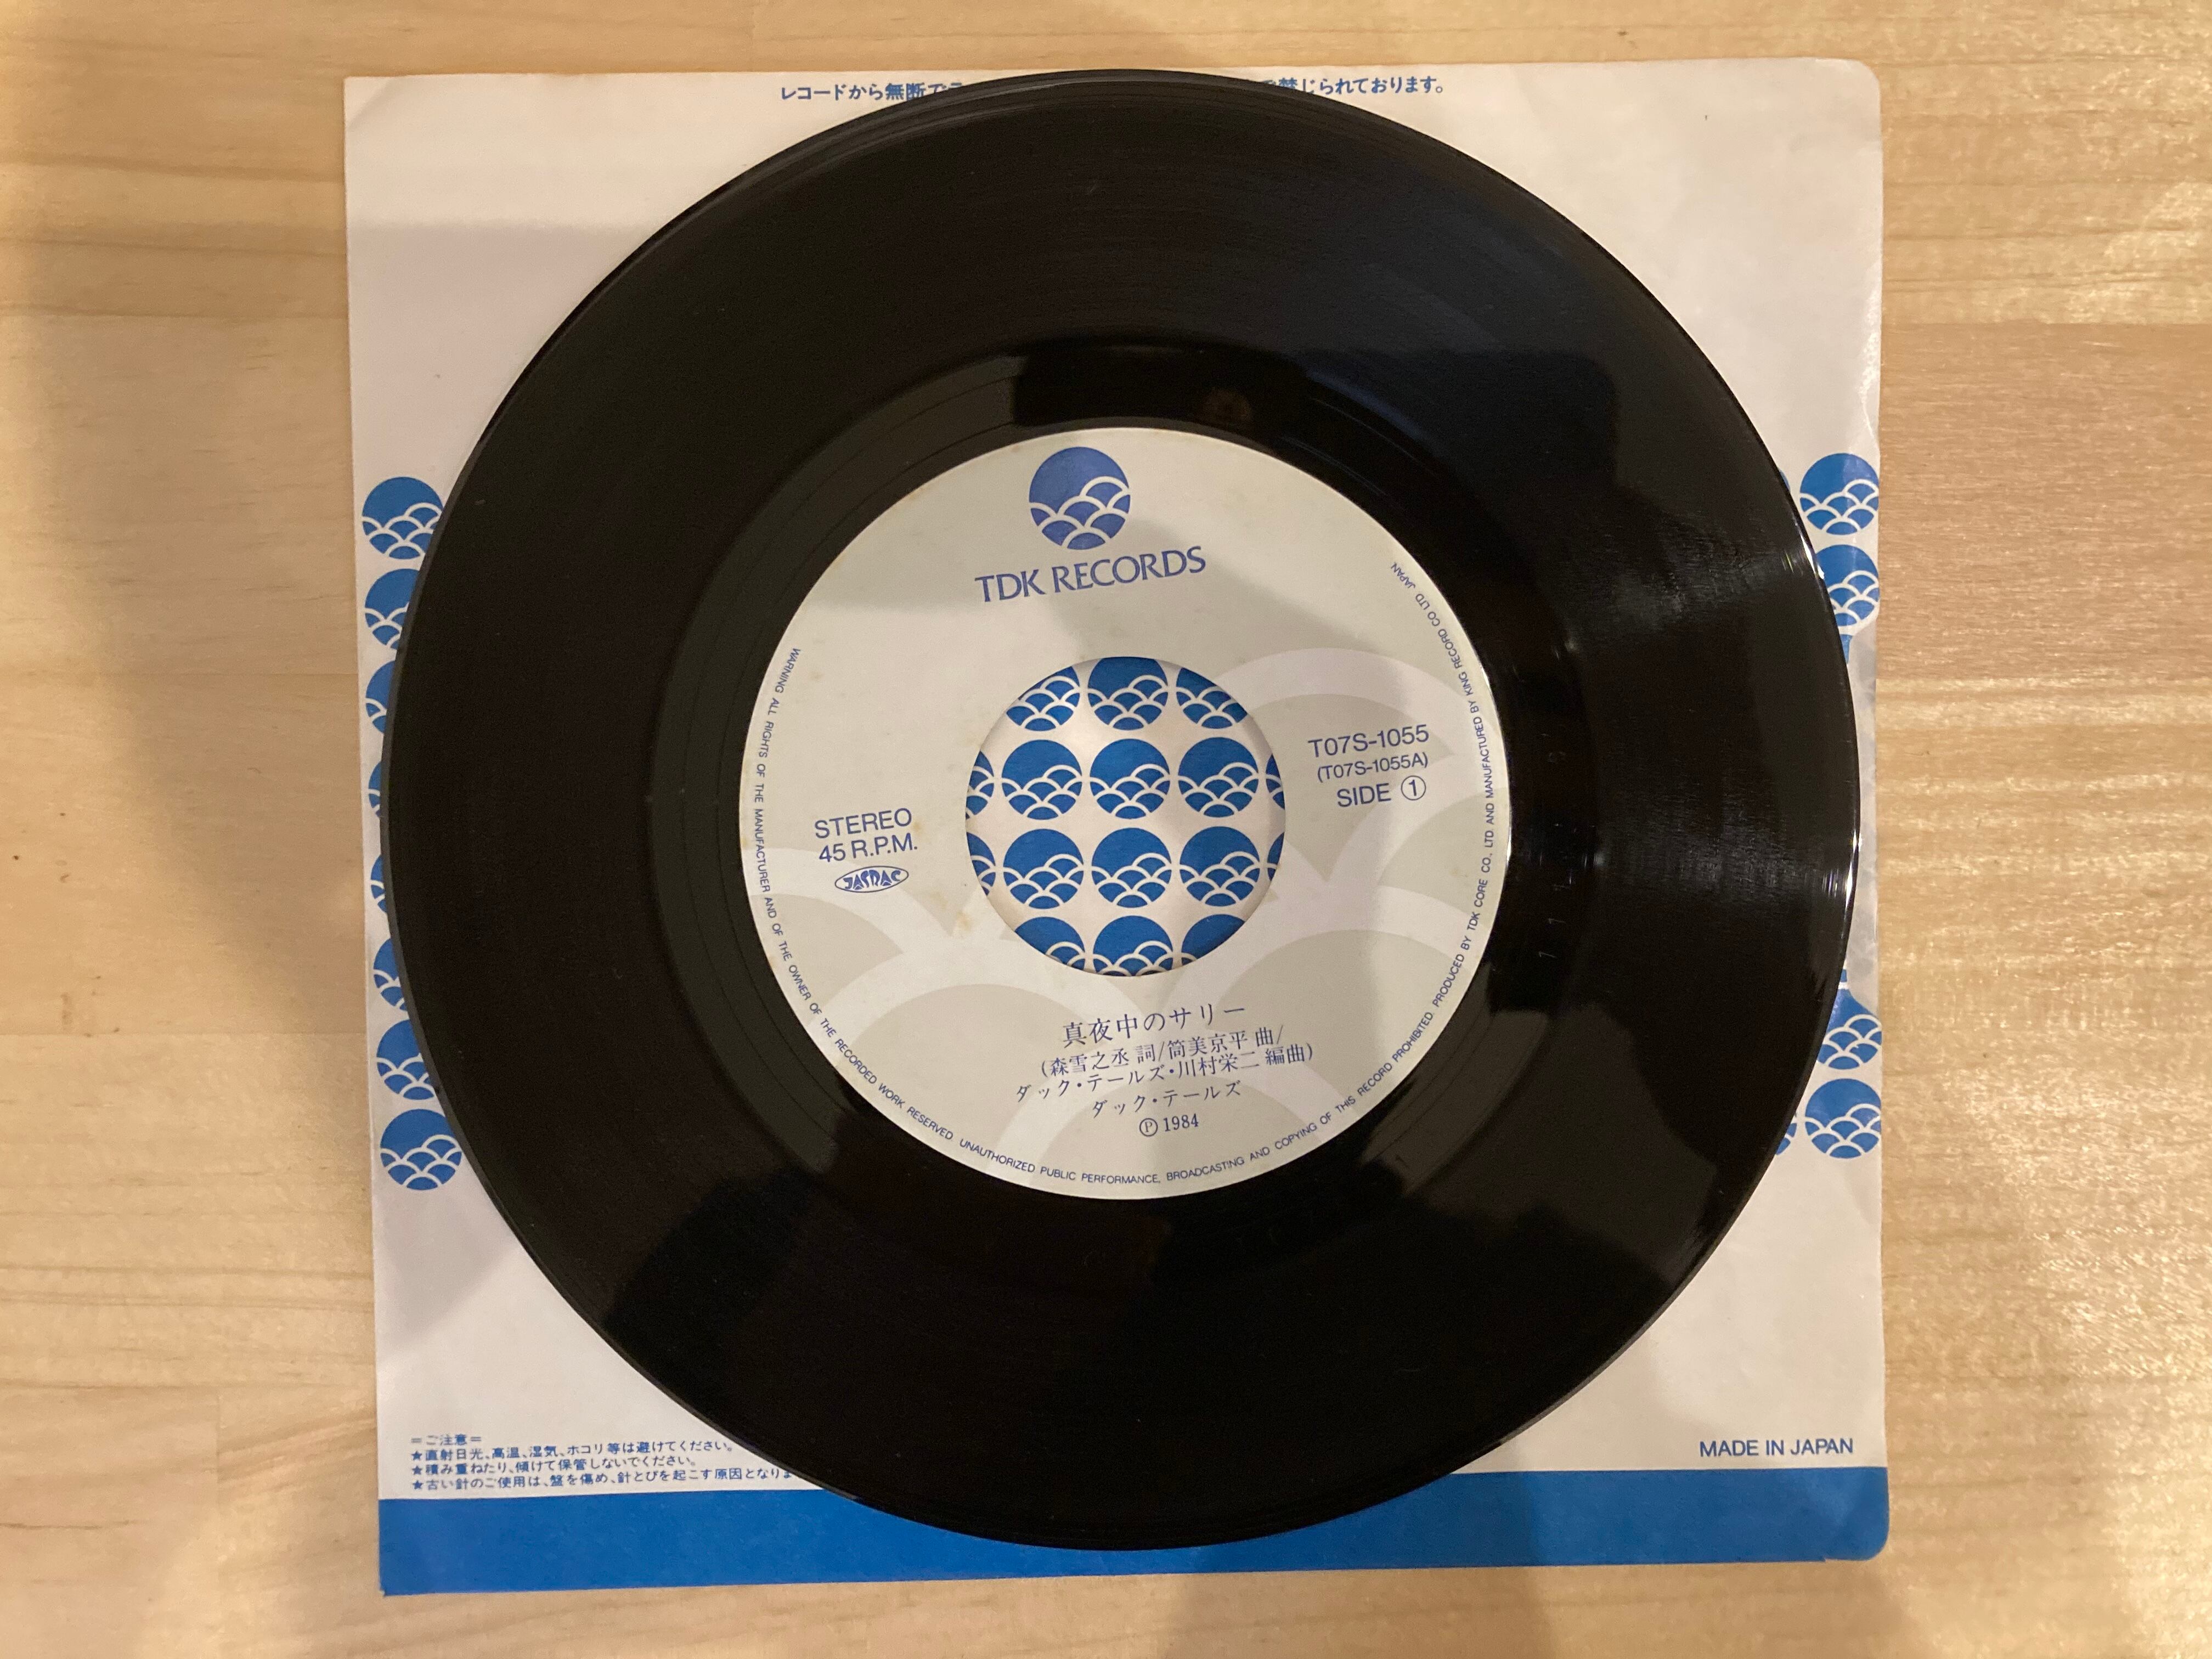 レコードから無断で
禁じられております。
TDK RECORDS
T07S-1055
(T07S-1055A)
SIDE ①
STEREO
45 R.P.M.
JASRAC
真夜中のサリー
(森雪之丞 詞/筒美京平 曲/
ダック・テールズ・川村栄二 編曲)
ダック・テールズ
Ⓟ 1984
WARNING ALL RIGHTS OF THE MANUFACTURER AND OF THE OWNER OF THE RECORDED WORK RESERVED. UNAUTHORIZED PUBLIC PERFORMANCE, BROADCASTING AND COPYING OF THIS RECORD PROHIBITED. PRODUCED BY TDK CORE CO., LTD. AND MANUFACTURED BY KING RECORD CO LTD. JAPAN
=ご注意=
★直射日光、高温、湿気、ホコリ等は避けてください。
★積み重ねたり、傾けて保管しないでください。
★古い針のご使用は、盤を傷め、針とびを起こす原因となりま
MADE IN JAPAN